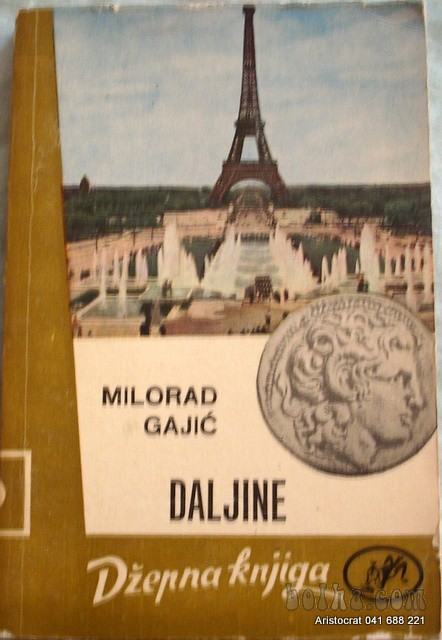 MILORAD
GAJIĆ
DALJINE
Džepna knjiga
bolha.com
Aristocrat 041 688 221